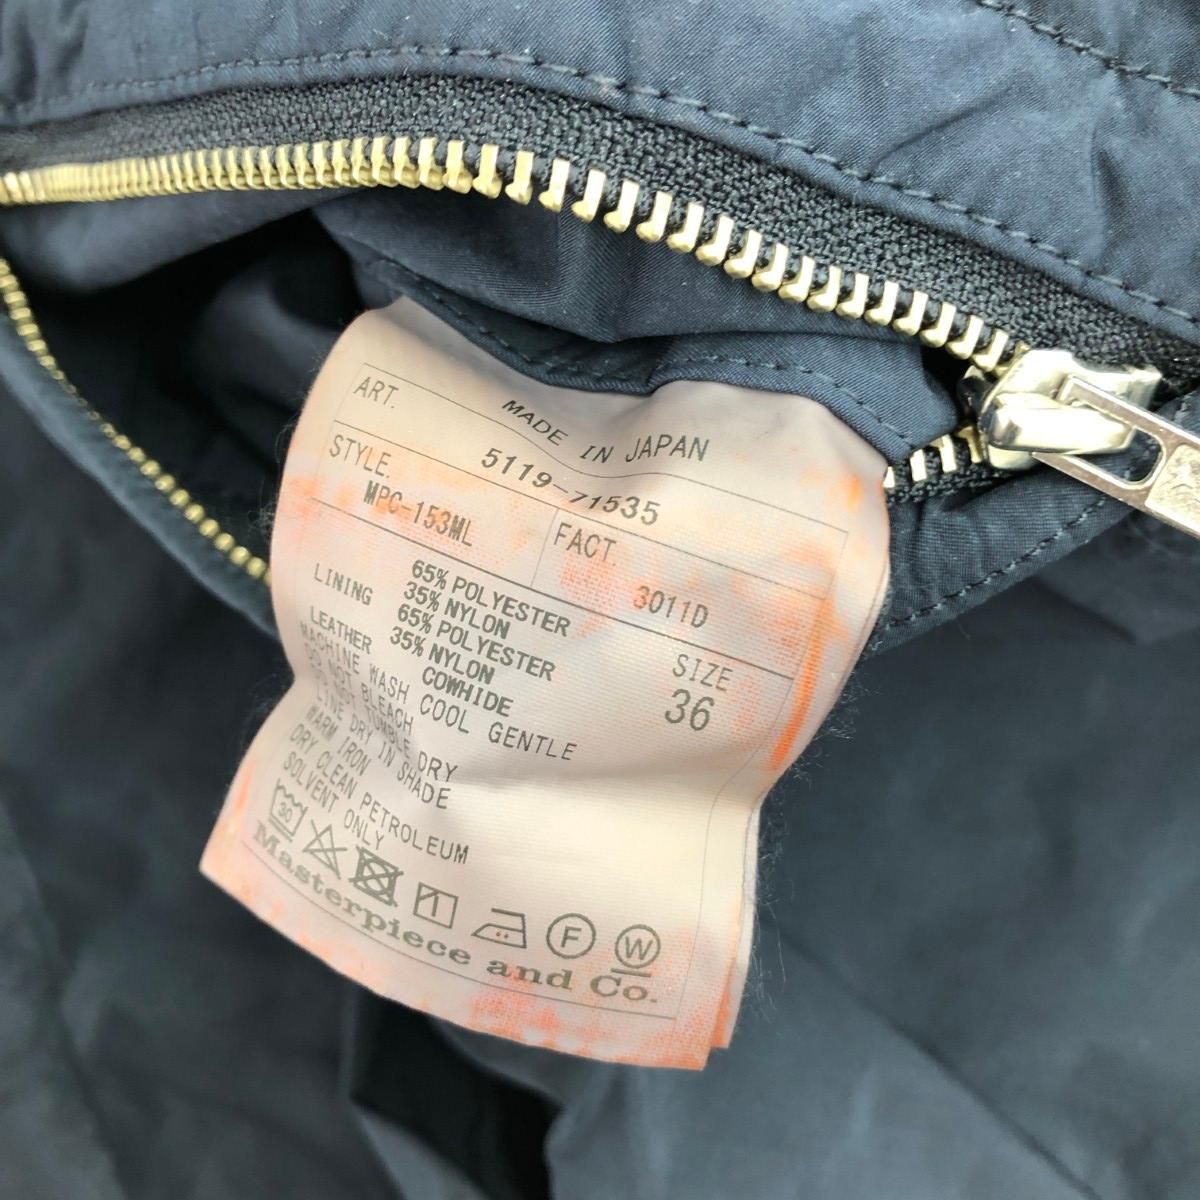 MADE IN JAPAN
ART. 5119-71535
STYLE. MPC-153ML
FACT. 3011D
65% POLYESTER
35% NYLON
LINING 65% POLYESTER
35% NYLON
LEATHER COWHIDE
SIZE
36
MACHINE WASH COOL GENTLE
DO NOT BLEACH
DO NOT TUMBLE DRY
LINE DRY IN SHADE
WARM IRON
DRY CLEAN PETROLEUM
SOLVENT ONLY
30 F W
Masterpiece and Co.